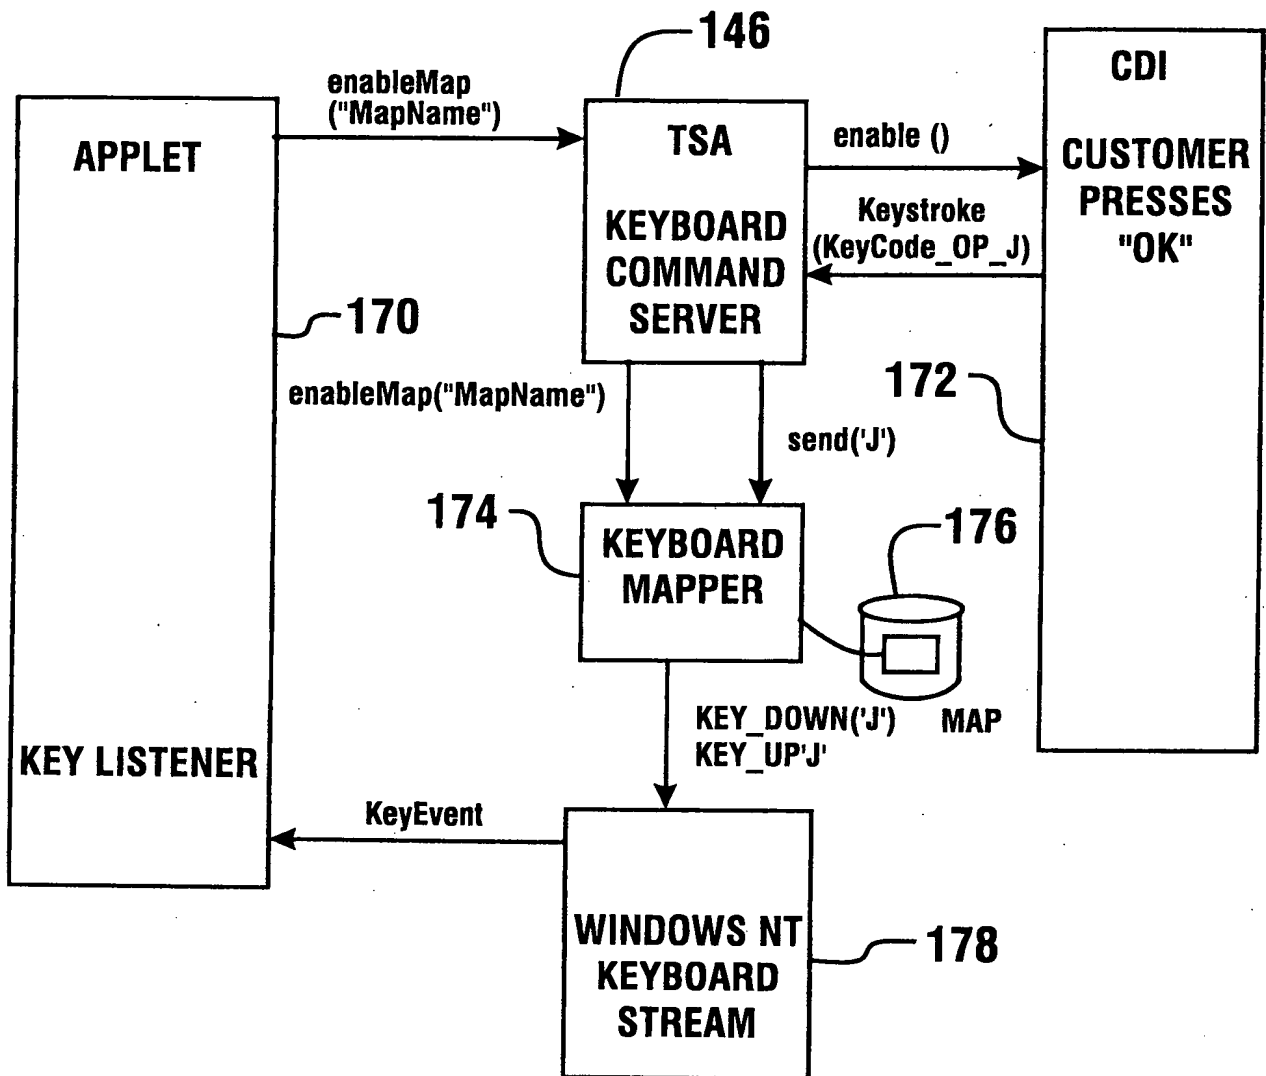 146
CDI
enableMap
("MapName")
APPLET
TSA
enable ()
CUSTOMER
PRESSES
"OK"
Keystroke
(KeyCode_OP_J)
KEYBOARD
COMMAND
SERVER
170
172
enableMap("MapName")
send('J')
174
176
KEYBOARD
MAPPER
KEY_DOWN('J')
KEY_UP'J'
MAP
KEY LISTENER
KeyEvent
WINDOWS NT
KEYBOARD
STREAM
178